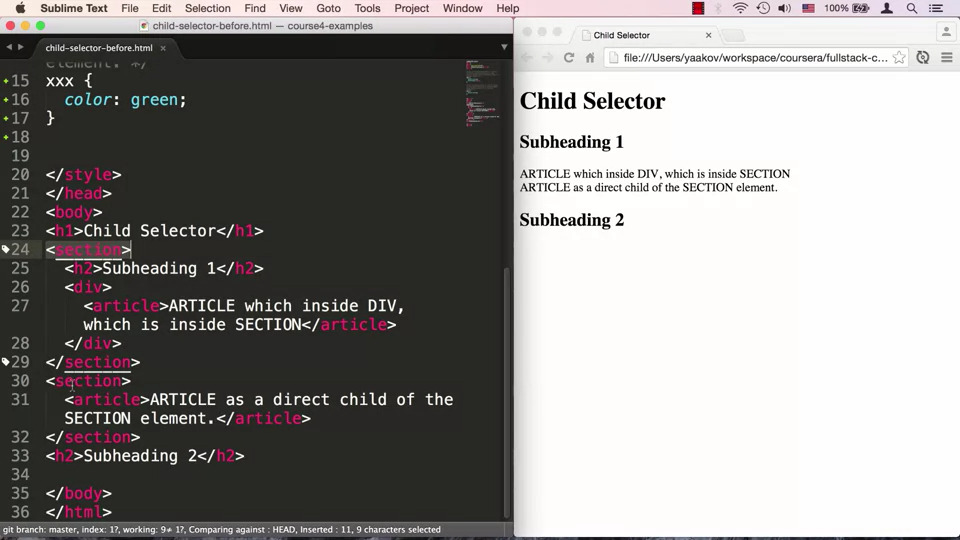 Sublime Text File Edit Selection Find View Goto Tools Project Window Help 100%
child-selector-before.html — course4-examples
child-selector-before.html
element. */
15 xxx {
16 color: green;
17 }
18
19
20 </style>
21 </head>
22 <body>
23 <h1>Child Selector</h1>
24 <section>
25 <h2>Subheading 1</h2>
26 <div>
27 <article>ARTICLE which inside DIV,
which is inside SECTION</article>
28 </div>
29 </section>
30 <section>
31 <article>ARTICLE as a direct child of the
SECTION element.</article>
32 </section>
33 <h2>Subheading 2</h2>
34
35 </body>
36 </html>
git branch: master, index: 1?, working: 9≠ 1?, Comparing against : HEAD, Inserted : 11, 9 characters selected
Child Selector
file:///Users/yaakov/workspace/coursera/fullstack-c...
Child Selector
Subheading 1
ARTICLE which inside DIV, which is inside SECTION
ARTICLE as a direct child of the SECTION element.
Subheading 2